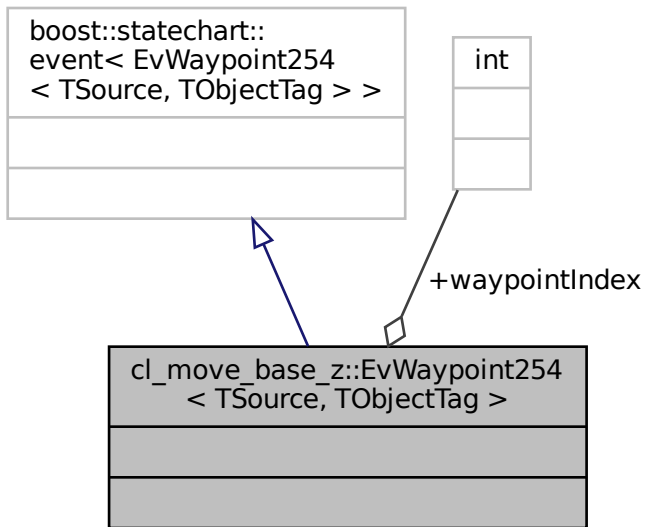 boost::statechart::
event< EvWaypoint254
< TSource, TObjectTag > >
int
+waypointIndex
cl_move_base_z::EvWaypoint254
< TSource, TObjectTag >